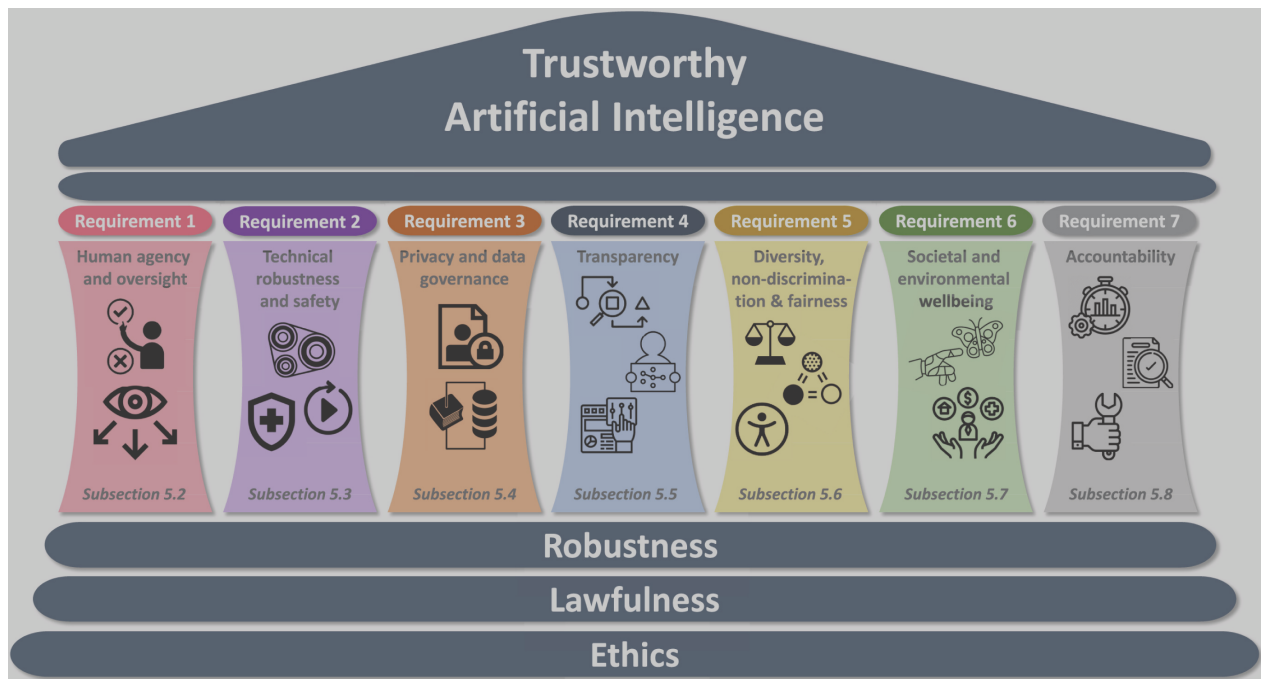 Trustworthy
Artificial Intelligence
Requirement 1
Requirement 2
Requirement 3
Requirement 4
Requirement 5
Requirement 6
Requirement 7
Human agency
and oversight
Technical
robustness
and safety
Privacy and data
governance
Transparency
Diversity,
non-discrimina-
tion & fairness
Societal and
environmental
wellbeing
Accountability
Subsection 5.2
Subsection 5.3
Subsection 5.4
Subsection 5.5
Subsection 5.6
Subsection 5.7
Subsection 5.8
Robustness
Lawfulness
Ethics